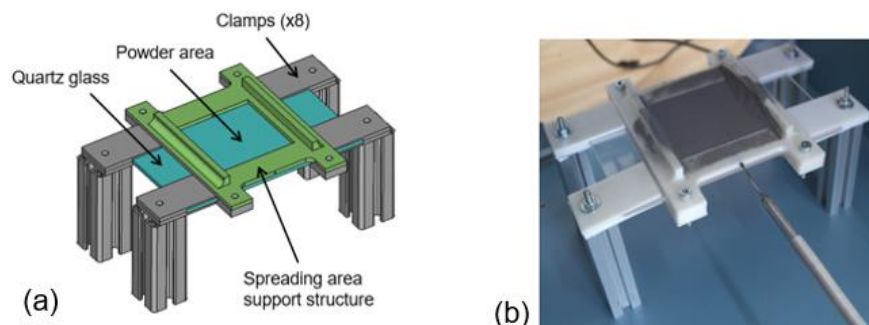 Clamps (x8)
Powder area
Quartz glass
Spreading area
support structure
(a)
(b)